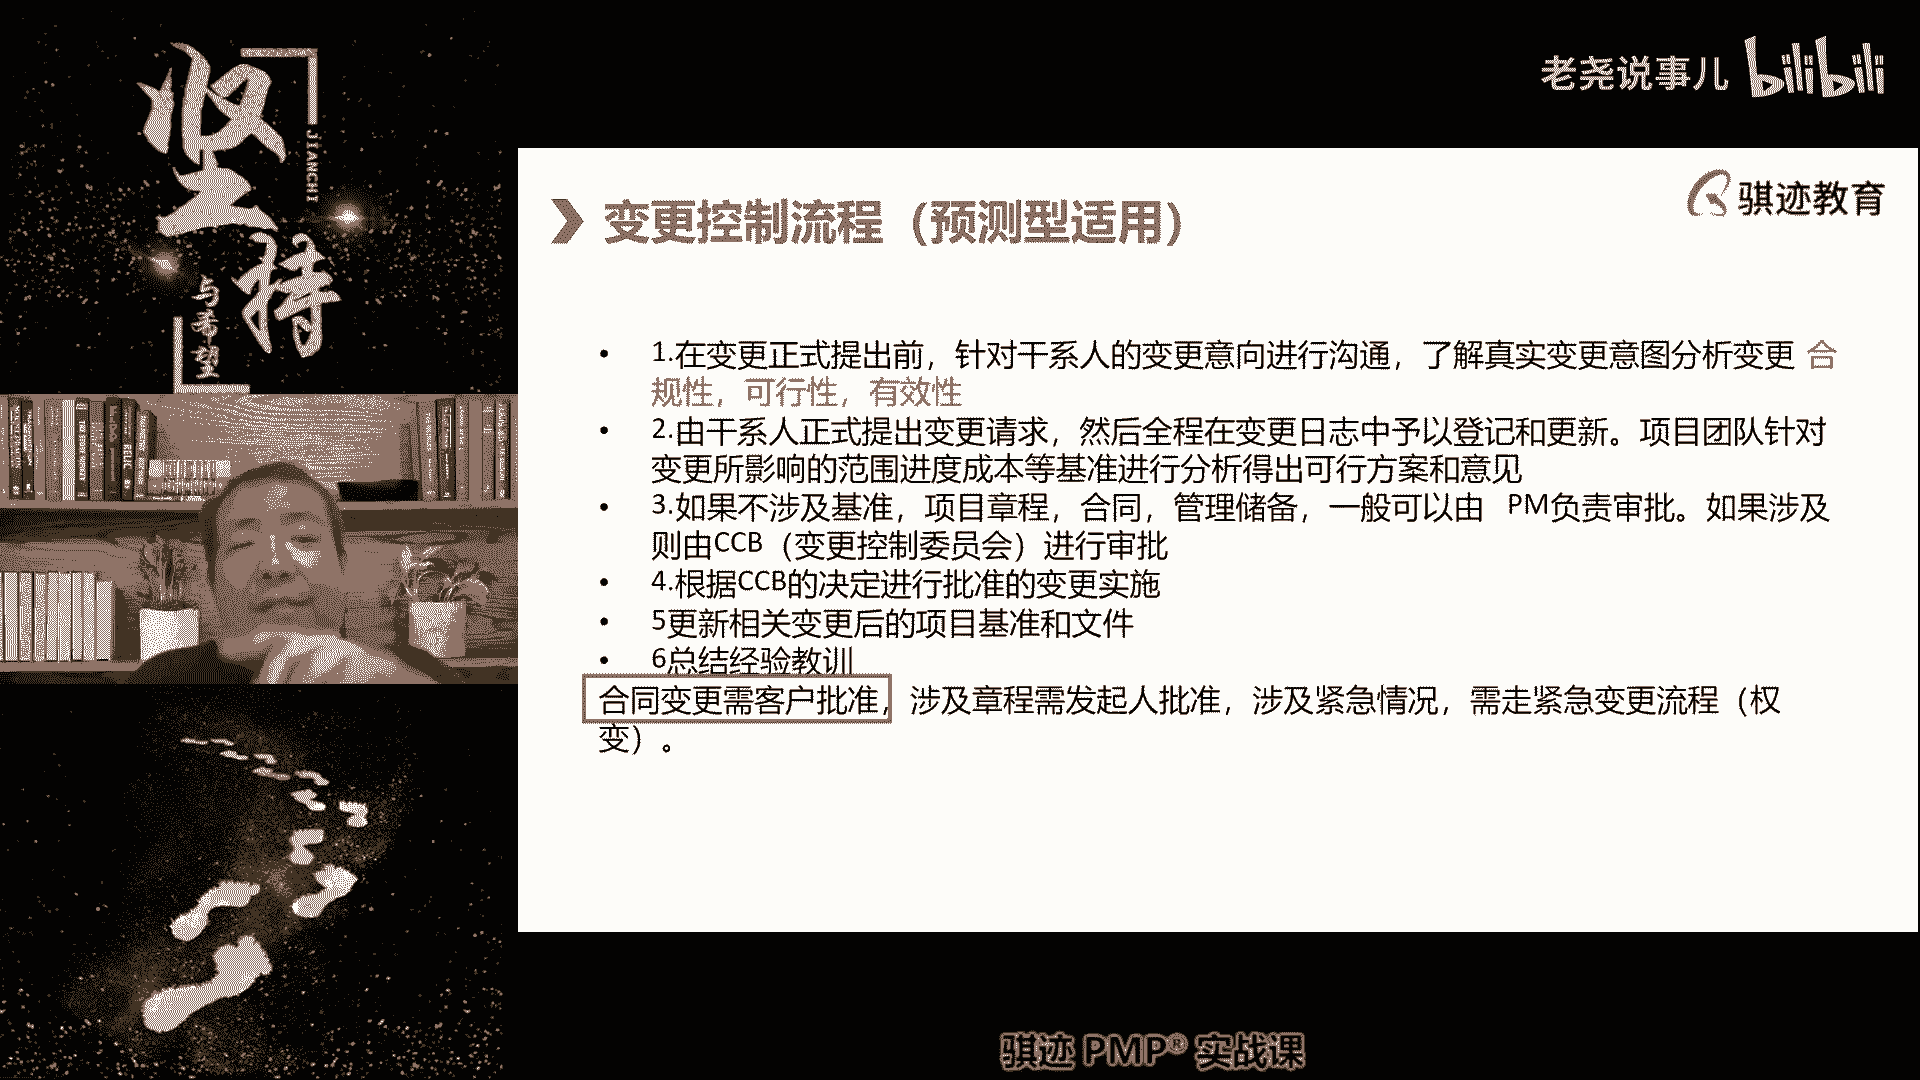 坚
持
JIANCHI
与希望
老尧说事儿 bilibili
骐迹教育
变更控制流程（预测型适用）
• 1.在变更正式提出前，针对干系人的变更意向进行沟通，了解真实变更意图分析变更 合
规性，可行性，有效性
• 2.由干系人正式提出变更请求，然后全程在变更日志中予以登记和更新。项目团队针对
变更所影响的范围进度成本等基准进行分析得出可行方案和意见
• 3.如果不涉及基准，项目章程，合同，管理储备，一般可以由 PM负责审批。如果涉及
则由CCB（变更控制委员会）进行审批
• 4.根据CCB的决定进行批准的变更实施
• 5更新相关变更后的项目基准和文件
• 6总结经验教训
合同变更需客户批准，涉及章程需发起人批准，涉及紧急情况，需走紧急变更流程（权
变）。
骐迹 PMP® 实战课